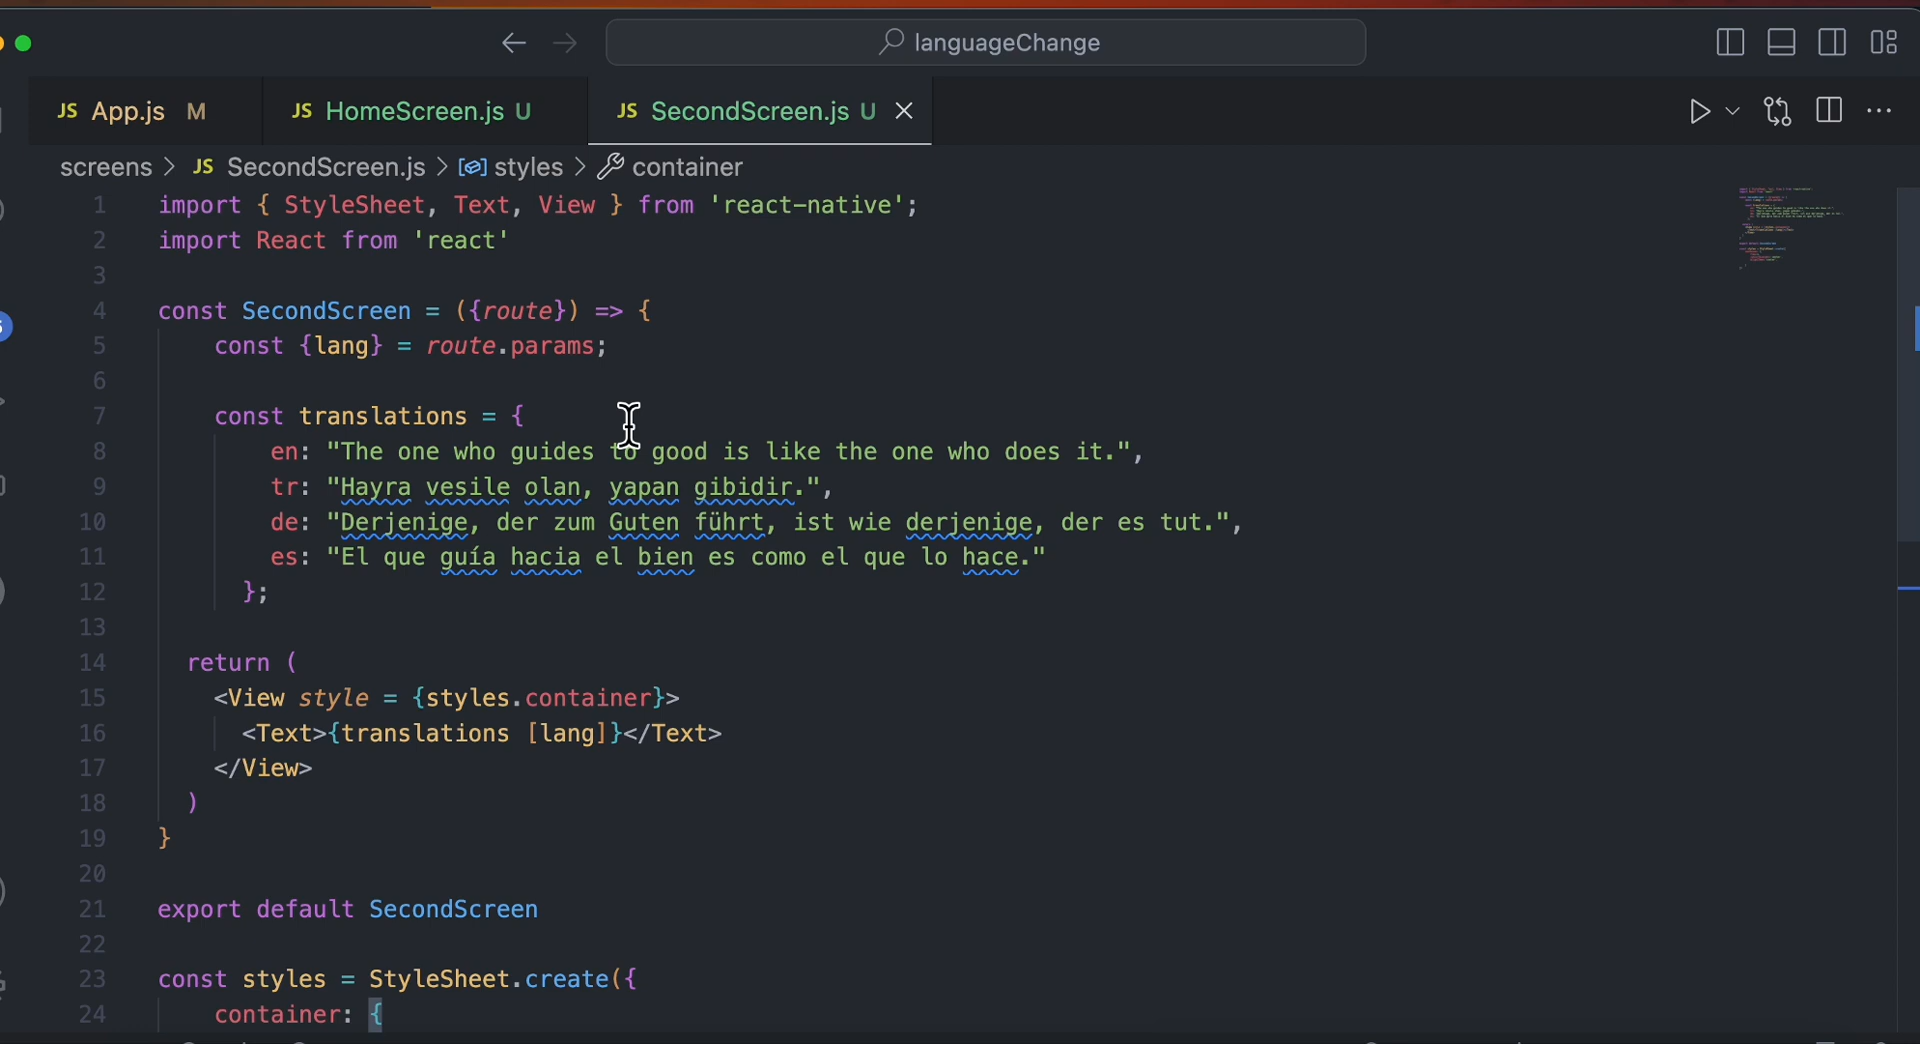 languageChange
JS App.js M JS HomeScreen.js U JS SecondScreen.js U
screens > JS SecondScreen.js > styles > container
1 import { StyleSheet, Text, View } from 'react-native';
2 import React from 'react'
3
4 const SecondScreen = ({route}) => {
5 const {lang} = route.params;
6
7 const translations = {
8 en: "The one who guides to good is like the one who does it.",
9 tr: "Hayra vesile olan, yapan gibidir.",
10 de: "Derjenige, der zum Guten führt, ist wie derjenige, der es tut.",
11 es: "El que guía hacia el bien es como el que lo hace."
12 };
13
14 return (
15 <View style = {styles.container}>
16 <Text>{translations [lang]}</Text>
17 </View>
18 )
19 }
20
21 export default SecondScreen
22
23 const styles = StyleSheet.create({
24 container: {